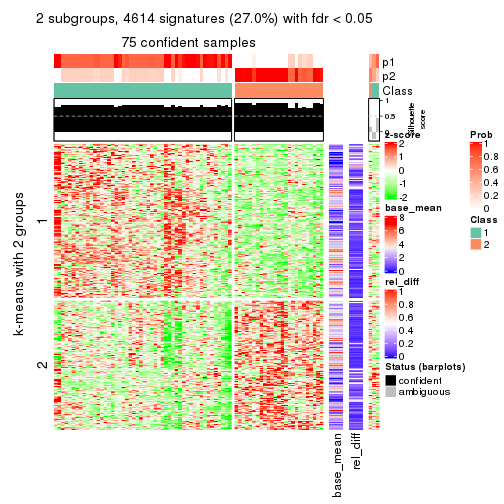 2 subgroups, 4614 signatures (27.0%) with fdr < 0.05
75 confident samples
p1
p2
Class
1
0.5
0
Silhouette
score
k-means with 2 groups
1
2
base_mean
rel_diff
z-score
2
1
0
-1
-2
base_mean
8
6
4
2
0
rel_diff
1
0.8
0.6
0.4
0.2
0
Status (barplots)
confident
ambiguous
Prob
1
0.8
0.6
0.4
0.2
0
Class
1
2